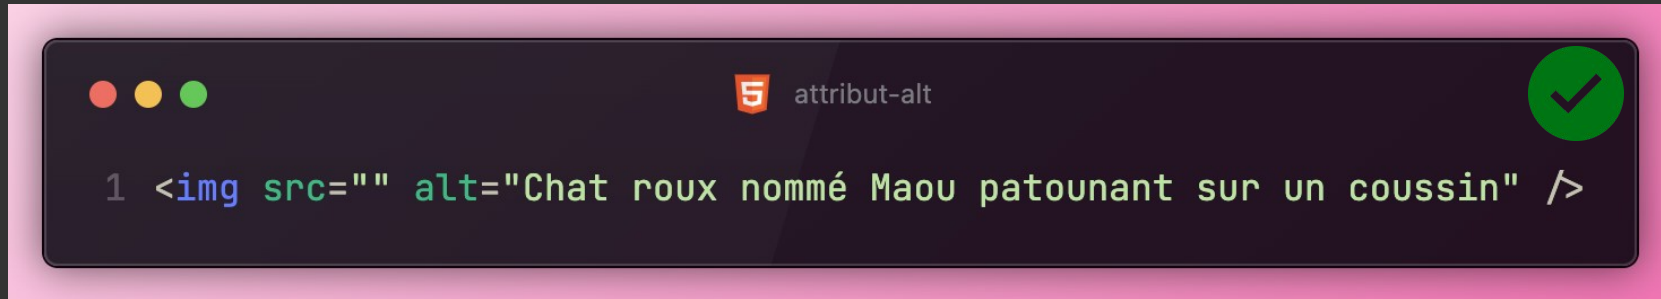 attribut-alt
1 <img src="" alt="Chat roux nommé Maou patounant sur un coussin" />